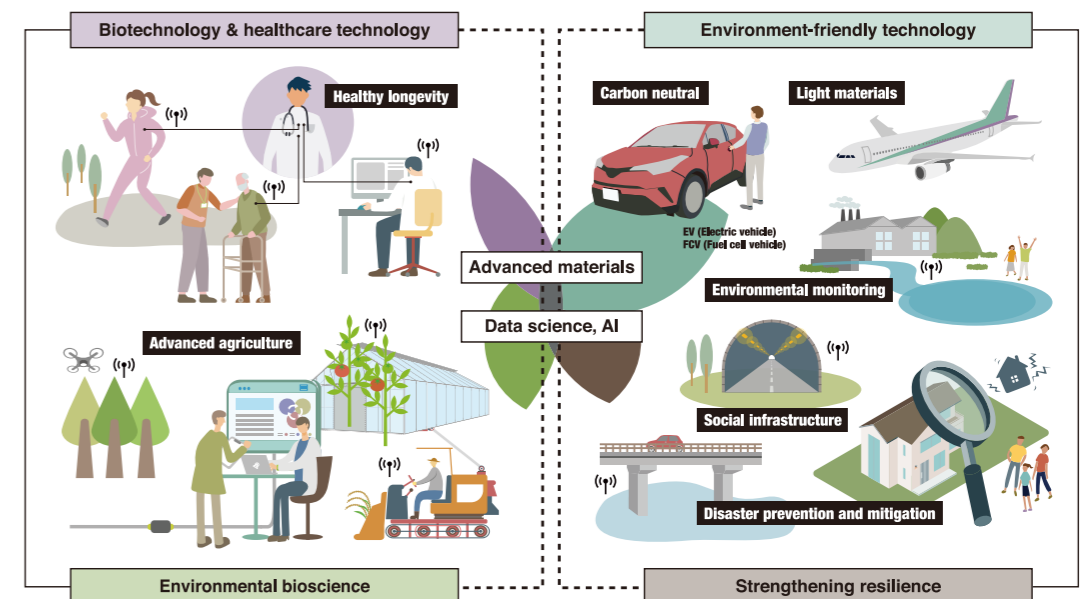 Biotechnology & healthcare technology
Environment-friendly technology
Healthy longevity
Carbon neutral
Light materials
EV (Electric vehicle)
FCV (Fuel cell vehicle)
Advanced materials
Environmental monitoring
Data science, AI
Advanced agriculture
Social infrastructure
Disaster prevention and mitigation
Environmental bioscience
Strengthening resilience